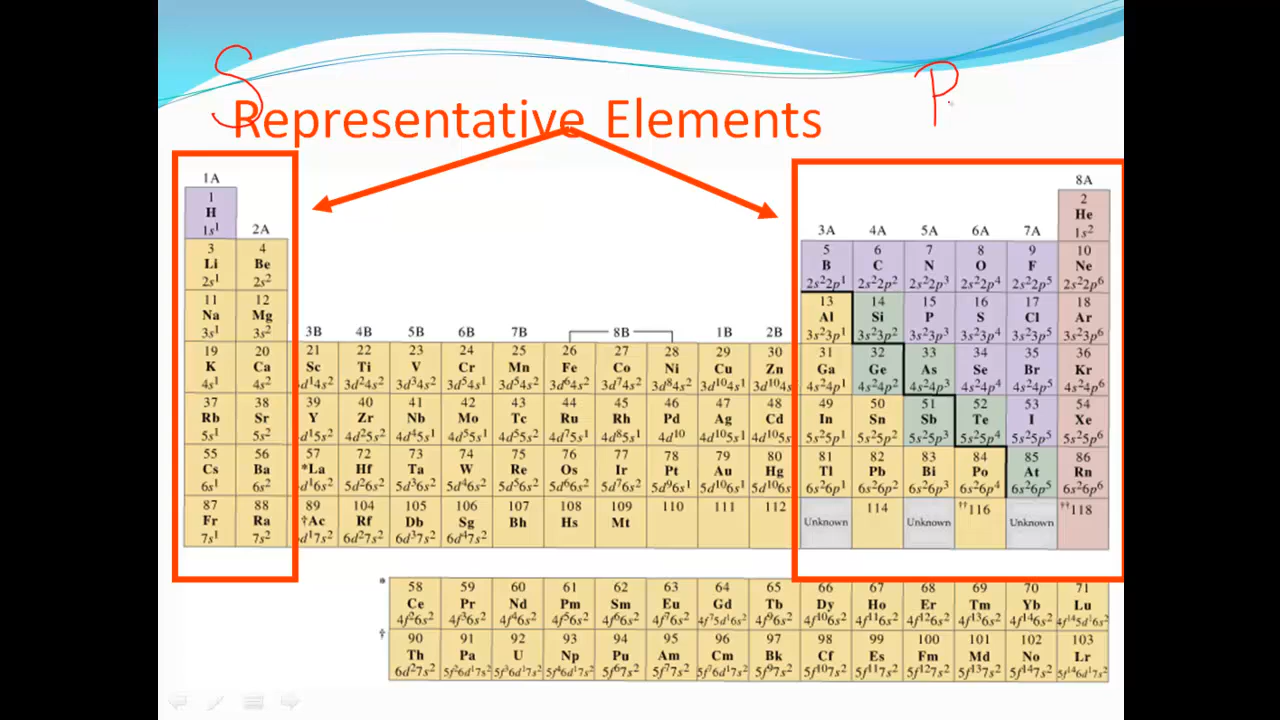 S P
Representative Elements
1A 8A
1 2
H He
1s¹ 2A 3A 4A 5A 6A 7A 1s²
3 4 5 6 7 8 9 10
Li Be B C N O F Ne
2s¹ 2s² 2s²2p¹ 2s²2p² 2s²2p³ 2s²2p⁴ 2s²2p⁵ 2s²2p⁶
11 12 13 14 15 16 17 18
Na Mg Al Si P S Cl Ar
3s¹ 3s² 3B 4B 5B 6B 7B 8B 1B 2B 3s²3p¹ 3s²3p² 3s²3p³ 3s²3p⁴ 3s²3p⁵ 3s²3p⁶
19 20 21 22 23 24 25 26 27 28 29 30 31 32 33 34 35 36
K Ca Sc Ti V Cr Mn Fe Co Ni Cu Zn Ga Ge As Se Br Kr
4s¹ 4s² d¹4s² 3d²4s² 3d³4s² 3d⁵4s¹ 3d⁵4s² 3d⁶4s² 3d⁷4s² 3d⁸4s² 3d¹⁰4s¹ 3d¹⁰4s 4s²4p¹ 4s²4p² 4s²4p³ 4s²4p⁴ 4s²4p⁵ 4s²4p⁶
37 38 39 40 41 42 43 44 45 46 47 48 49 50 51 52 53 54
Rb Sr Y Zr Nb Mo Tc Ru Rh Pd Ag Cd In Sn Sb Te I Xe
5s¹ 5s² d¹5s² 4d²5s² 4d⁴5s¹ 4d⁵5s¹ 4d⁵5s² 4d⁷5s¹ 4d⁸5s¹ 4d¹⁰ 4d¹⁰5s¹ 4d¹⁰5s 5s²5p¹ 5s²5p² 5s²5p³ 5s²5p⁴ 5s²5p⁵ 5s²5p⁶
55 56 57 72 73 74 75 76 77 78 79 80 81 82 83 84 85 86
Cs Ba *La Hf Ta W Re Os Ir Pt Au Hg Tl Pb Bi Po At Rn
6s¹ 6s² d¹6s² 5d²6s² 5d³6s² 5d⁴6s² 5d⁵6s² 5d⁶6s² 5d⁷6s² 5d⁹6s¹ 5d¹⁰6s¹ 5d¹⁰6s 6s²6p¹ 6s²6p² 6s²6p³ 6s²6p⁴ 6s²6p⁵ 6s²6p⁶
87 88 89 104 105 106 107 108 109 110 111 112 Unknown 114 Unknown ††116 Unknown ††118
Fr Ra †Ac Rf Db Sg Bh Hs Mt
7s¹ 7s² d¹7s² 6d²7s² 6d³7s² 6d⁴7s²
* 58 59 60 61 62 63 64 65 66 67 68 69 70 71
Ce Pr Nd Pm Sm Eu Gd Tb Dy Ho Er Tm Yb Lu
4f²6s² 4f³6s² 4f⁴6s² 4f⁵6s² 4f⁶6s² 4f⁷6s² 4f⁷5d¹6s² 4f⁹6s² 4f¹⁰6s² 4f¹¹6s² 4f¹²6s² 4f¹³6s² 4f¹⁴6s² 4f¹⁴5d¹6s²
† 90 91 92 93 94 95 96 97 98 99 100 101 102 103
Th Pa U Np Pu Am Cm Bk Cf Es Fm Md No Lr
6d²7s² 5f²6d¹7s² 5f³6d¹7s² 5f⁴6d¹7s² 5f⁶7s² 5f⁷7s² 5f⁷6d¹7s² 5f⁹7s² 5f¹⁰7s² 5f¹¹7s² 5f¹²7s² 5f¹³7s² 5f¹⁴7s² 5f¹⁴6d¹7s²